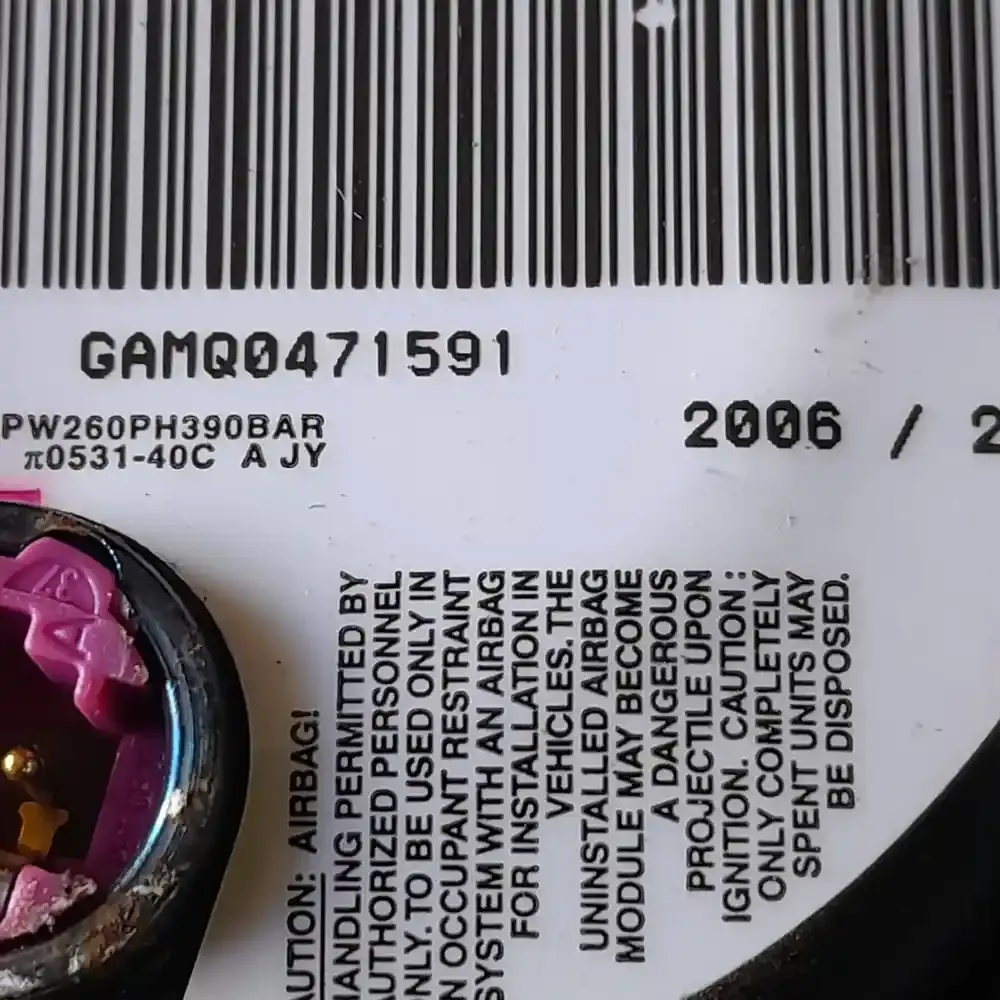 GAMQ0471591
PW260PH390BAR
π0531-40C A JY
2006 / 2
AUTION: AIRBAG!
HANDLING PERMITTED BY
AUTHORIZED PERSONNEL
ONLY. TO BE USED ONLY IN
N OCCUPANT RESTRAINT
SYSTEM WITH AN AIRBAG
FOR INSTALLATION IN
VEHICLES. THE
UNINSTALLED AIRBAG
MODULE MAY BECOME
A DANGEROUS
PROJECTILE UPON
IGNITION. CAUTION :
ONLY COMPLETELY
SPENT UNITS MAY
BE DISPOSED.